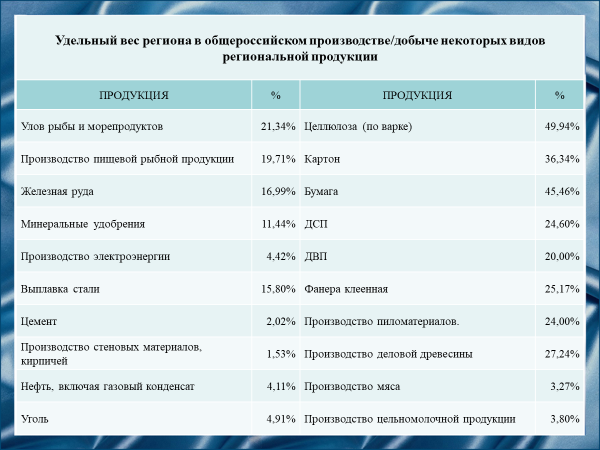 Удельный вес региона в общероссийском производстве/добыче некоторых видов
региональной продукции
ПРОДУКЦИЯ % ПРОДУКЦИЯ %
Улов рыбы и морепродуктов 21,34% Целлюлоза (по варке) 49,94%
Производство пищевой рыбной продукции 19,71% Картон 36,34%
Железная руда 16,99% Бумага 45,46%
Минеральные удобрения 11,44% ДСП 24,60%
Производство электроэнергии 4,42% ДВП 20,00%
Выплавка стали 15,80% Фанера клеенная 25,17%
Цемент 2,02% Производство пиломатериалов. 24,00%
Производство стеновых материалов,
кирпичей 1,53% Производство деловой древесины 27,24%
Нефть, включая газовый конденсат 4,11% Производство мяса 3,27%
Уголь 4,91% Производство цельномолочной продукции 3,80%